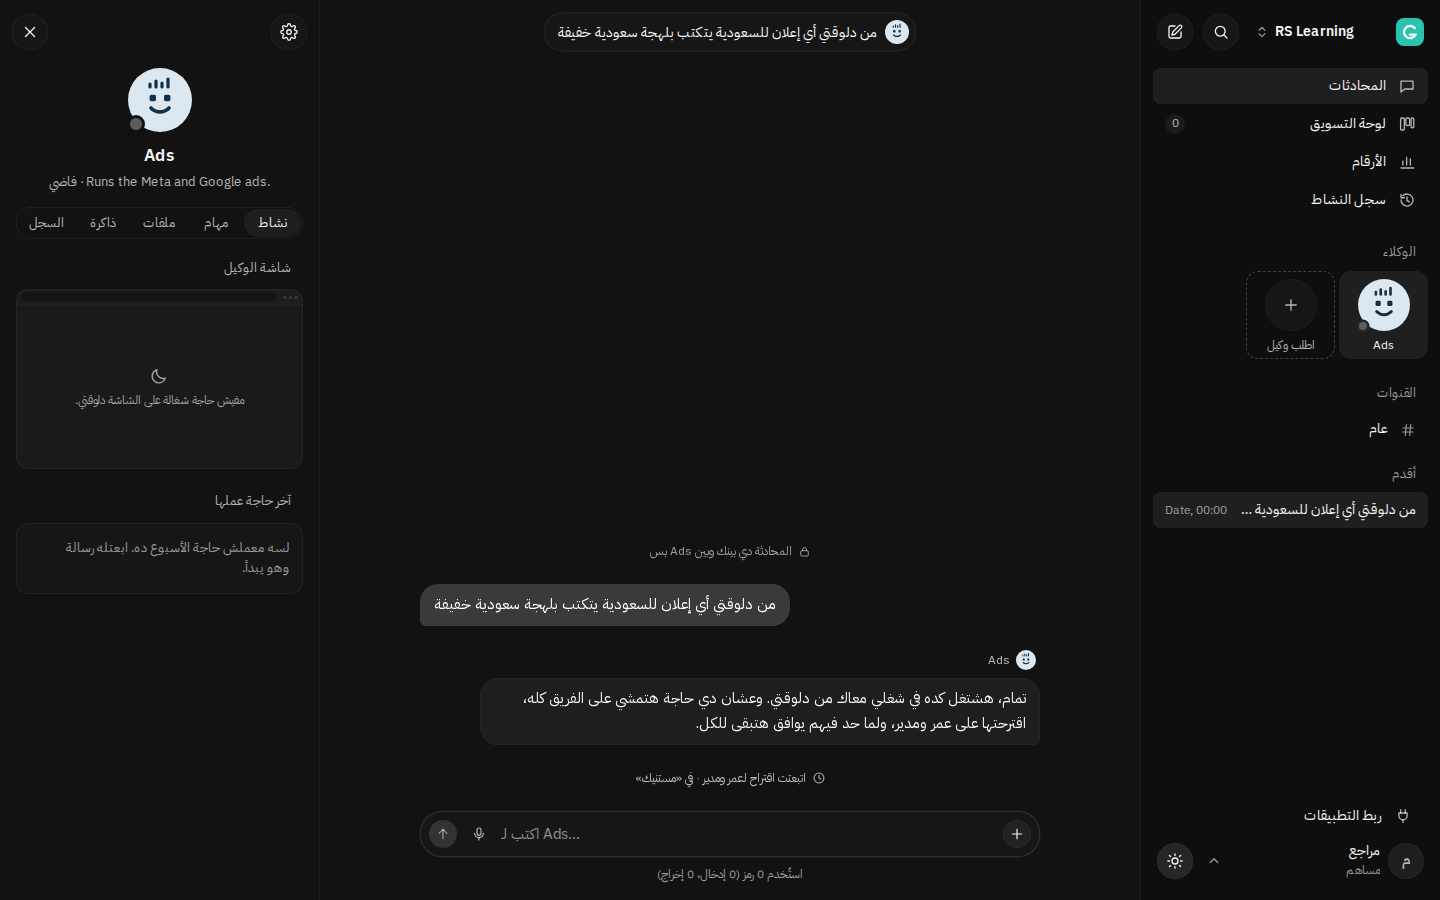 RS Learning
المحادثات
لوحة التسويق
0
الأرقام
سجل النشاط
الوكلاء
Ads
اطلب وكيل
القنوات
عام
أقدم
من دلوقتي أي إعلان للسعودية ...
Date, 00:00
ربط التطبيقات
م
مراجع
مساهم
من دلوقتي أي إعلان للسعودية يتكتب بلهجة سعودية خفيفة
المحادثة دي بينك وبين Ads بس
من دلوقتي أي إعلان للسعودية يتكتب بلهجة سعودية خفيفة
Ads
تمام، هشتغل كده في شغلي معاك من دلوقتي. وعشان دي حاجة هتمشي على الفريق كله،
اقترحتها على عمر ومدير، ولما حد فيهم يوافق هتبقى للكل.
اتبعتت اقتراح لعمر ومدير · في «مستنيك»
اكتب لـ Ads...
استُخدم 0 رمز (0 إدخال، 0 إخراج)
Ads
فاضي · Runs the Meta and Google ads.
نشاط
مهام
ملفات
ذاكرة
السجل
شاشة الوكيل
مفيش حاجة شغالة على الشاشة دلوقتي.
آخر حاجة عملها
لسه معملش حاجة الأسبوع ده. ابعتله رسالة
وهو يبدأ.